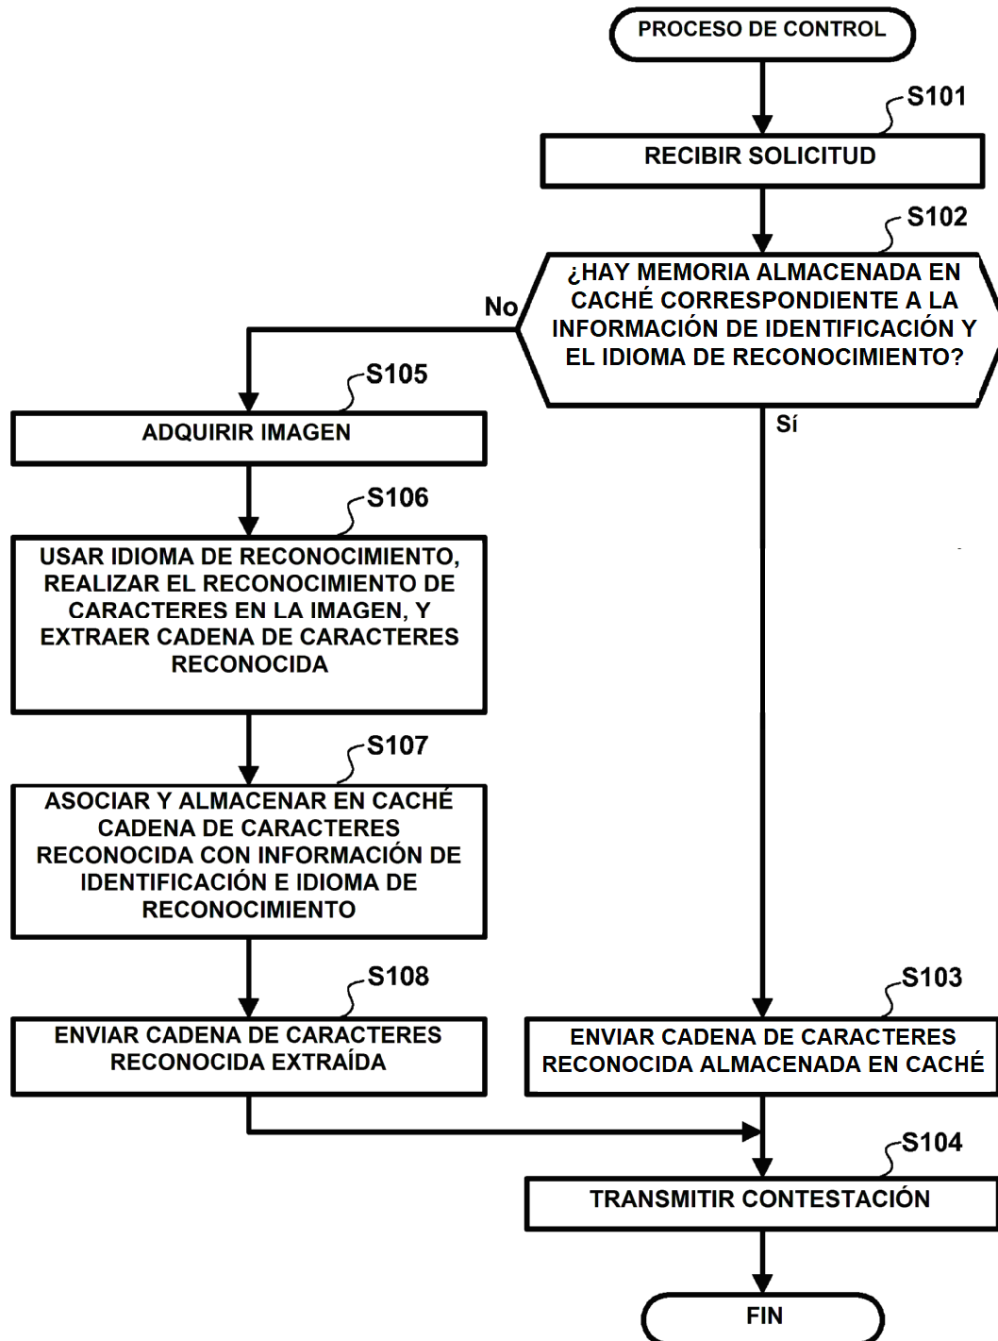 PROCESO DE CONTROL
S101
RECIBIR SOLICITUD
S102
¿HAY MEMORIA ALMACENADA EN
CACHÉ CORRESPONDIENTE A LA
INFORMACIÓN DE IDENTIFICACIÓN Y
EL IDIOMA DE RECONOCIMIENTO?
No
Sí
S105
ADQUIRIR IMAGEN
S106
USAR IDIOMA DE RECONOCIMIENTO,
REALIZAR EL RECONOCIMIENTO DE
CARACTERES EN LA IMAGEN, Y
EXTRAER CADENA DE CARACTERES
RECONOCIDA
S107
ASOCIAR Y ALMACENAR EN CACHÉ
CADENA DE CARACTERES
RECONOCIDA CON INFORMACIÓN DE
IDENTIFICACIÓN E IDIOMA DE
RECONOCIMIENTO
S108
ENVIAR CADENA DE CARACTERES
RECONOCIDA EXTRAÍDA
S103
ENVIAR CADENA DE CARACTERES
RECONOCIDA ALMACENADA EN CACHÉ
S104
TRANSMITIR CONTESTACIÓN
FIN